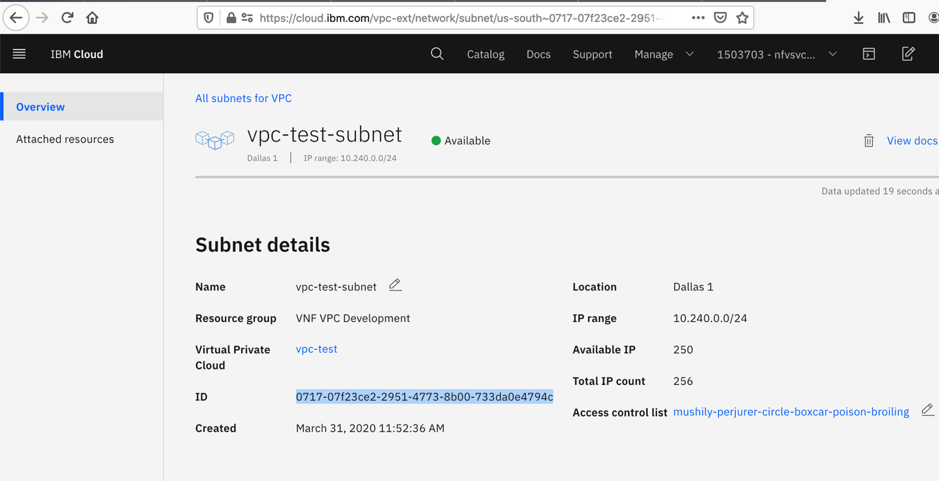 https://cloud.ibm.com/vpc-ext/network/subnet/us-south~0717-07f23ce2-2951-
IBM Cloud
Catalog
Docs
Support
Manage
1503703 - nfvsvc...
Overview
Attached resources
All subnets for VPC
vpc-test-subnet
Available
View docs
Dallas 1 | IP range: 10.240.0.0/24
Data updated 19 seconds a
Subnet details
Name vpc-test-subnet
Resource group VNF VPC Development
Virtual Private
Cloud
vpc-test
ID 0717-07f23ce2-2951-4773-8b00-733da0e4794c
Created March 31, 2020 11:52:36 AM
Location Dallas 1
IP range 10.240.0.0/24
Available IP 250
Total IP count 256
Access control list mushily-perjurer-circle-boxcar-poison-broiling